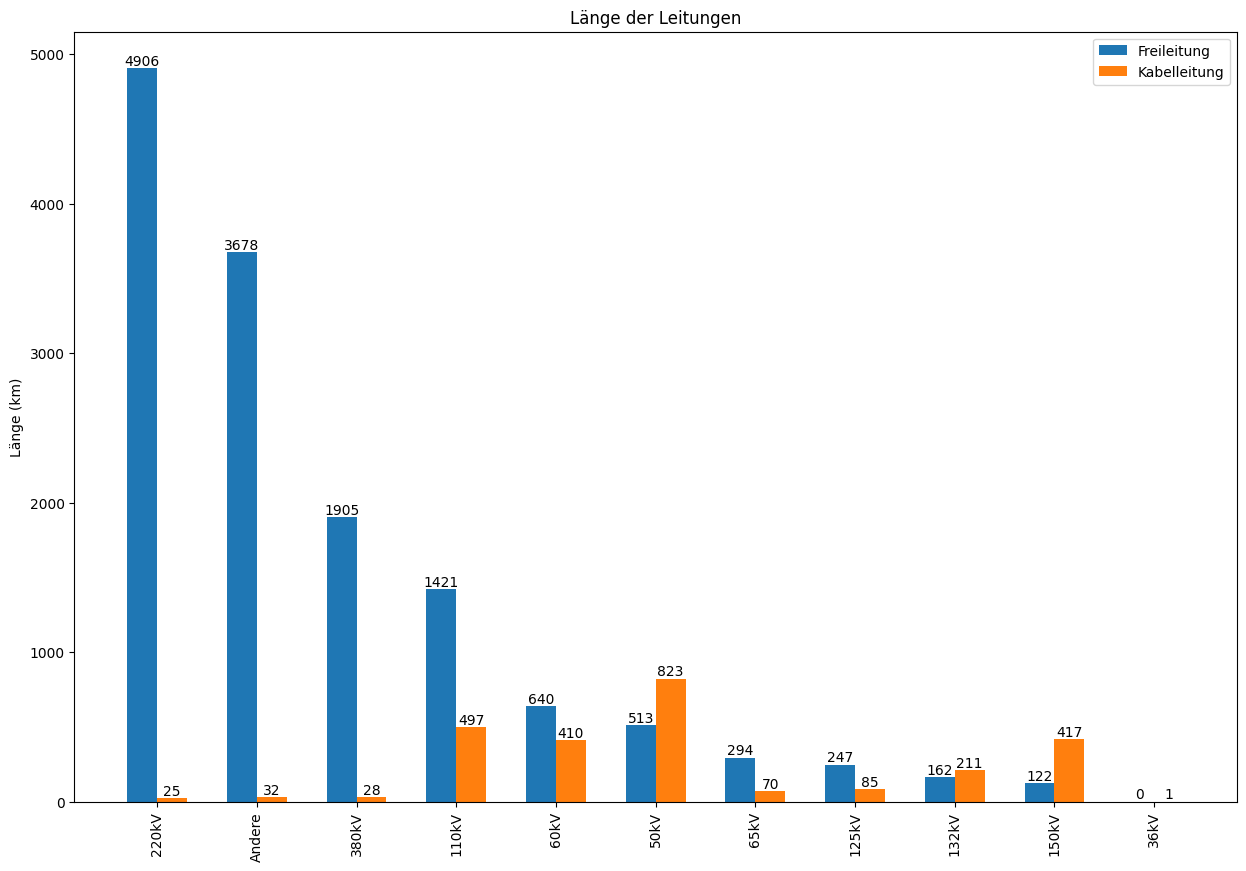 Länge der Leitungen
Freileitung
Kabelleitung
Länge (km)
5000
4000
3000
2000
1000
0
4906
25
3678
32
1905
28
1421
497
640
410
513
823
294
70
247
85
162
211
122
417
0
1
220kV
Andere
380kV
110kV
60kV
50kV
65kV
125kV
132kV
150kV
36kV